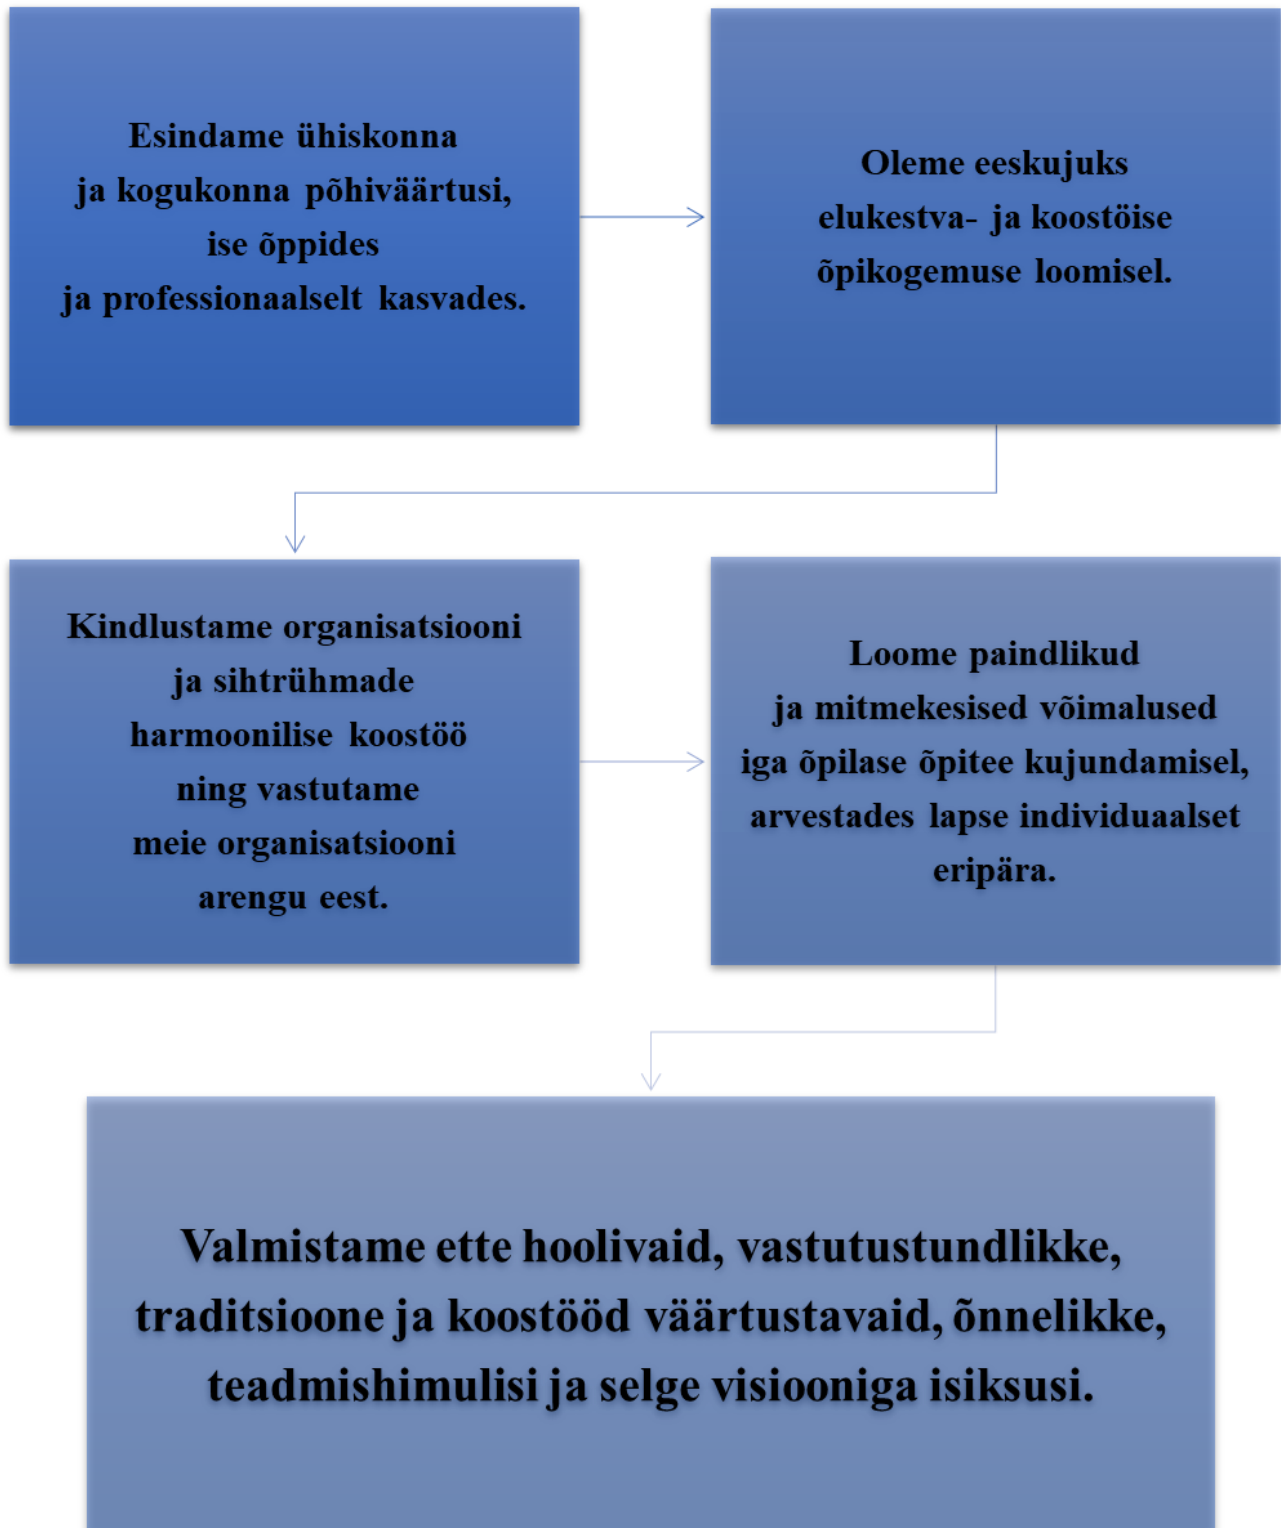 Esindame ühiskonna
ja kogukonna põhiväärtusi,
ise õppides
ja professionaalselt kasvades.
Oleme eeskujuks
elukestva- ja koostöise
õpikogemuse loomisel.
Kindlustame organisatsiooni
ja sihtrühmade
harmoonilise koostöö
ning vastutame
meie organisatsiooni
arengu eest.
Loome paindlikud
ja mitmekesised võimalused
iga õpilase õpitee kujundamisel,
arvestades lapse individuaalset
eripära.
Valmistame ette hoolivaid, vastutustundlikke,
traditsioone ja koostööd väärtustavaid, õnnelikke,
teadmishimulisi ja selge visiooniga isiksusi.